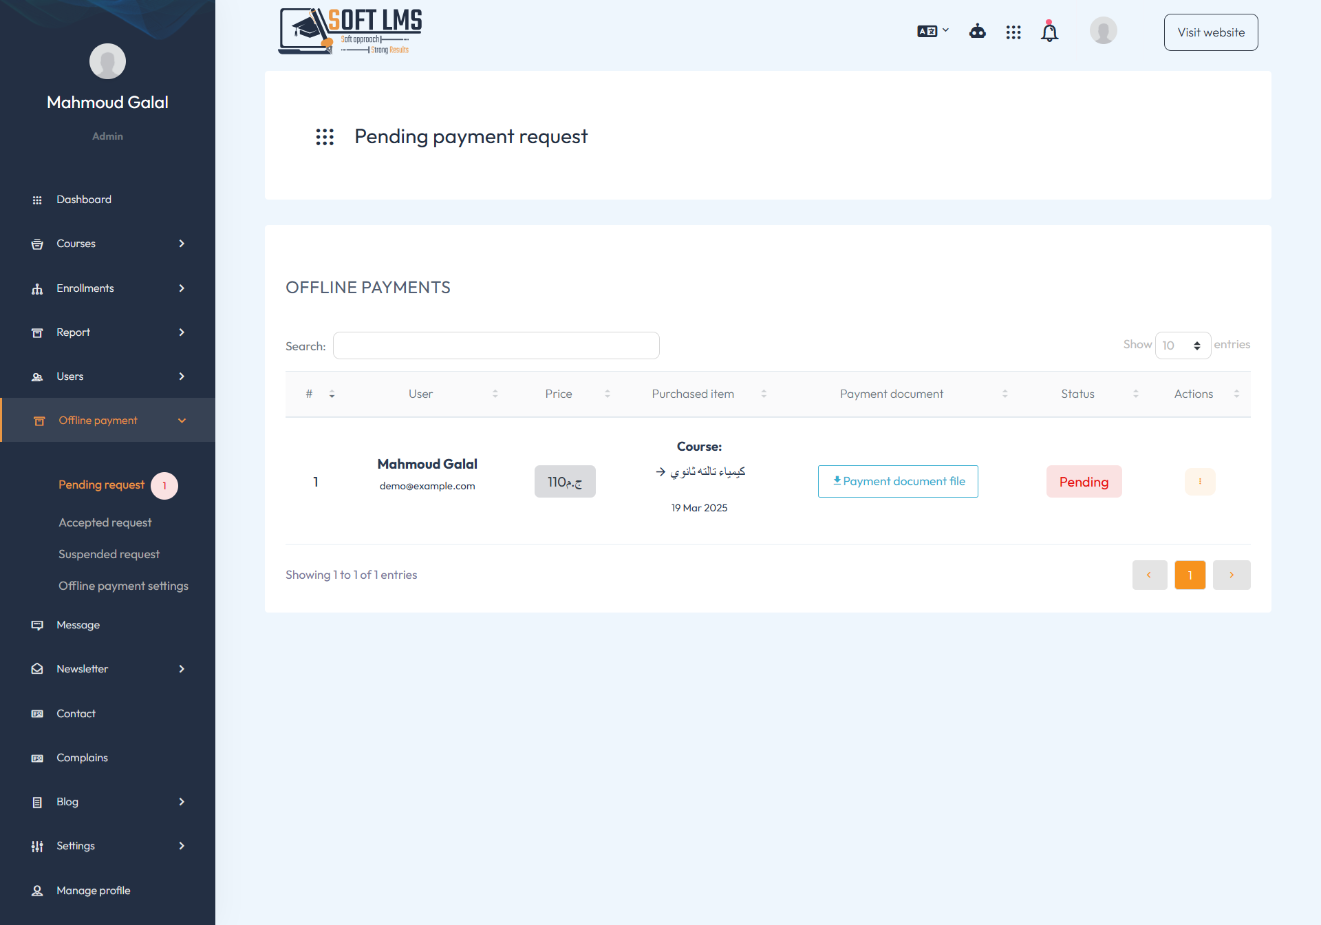 Mahmoud Galal
Admin
Dashboard
Courses
Enrollments
Report
Users
Offline payment
Pending request 1
Accepted request
Suspended request
Offline payment settings
Message
Newsletter
Contact
Complains
Blog
Settings
Manage profile
SOFT LMS
Soft approach
Strong Results
Visit website
Pending payment request
OFFLINE PAYMENTS
Search:
Show 10 entries
# User Price Purchased item Payment document Status Actions
1
Mahmoud Galal
demo@example.com
110ج.م
Course:
كيمياء تالته ثانوي
19 Mar 2025
Payment document file
Pending
Showing 1 to 1 of 1 entries
‹ 1 ›